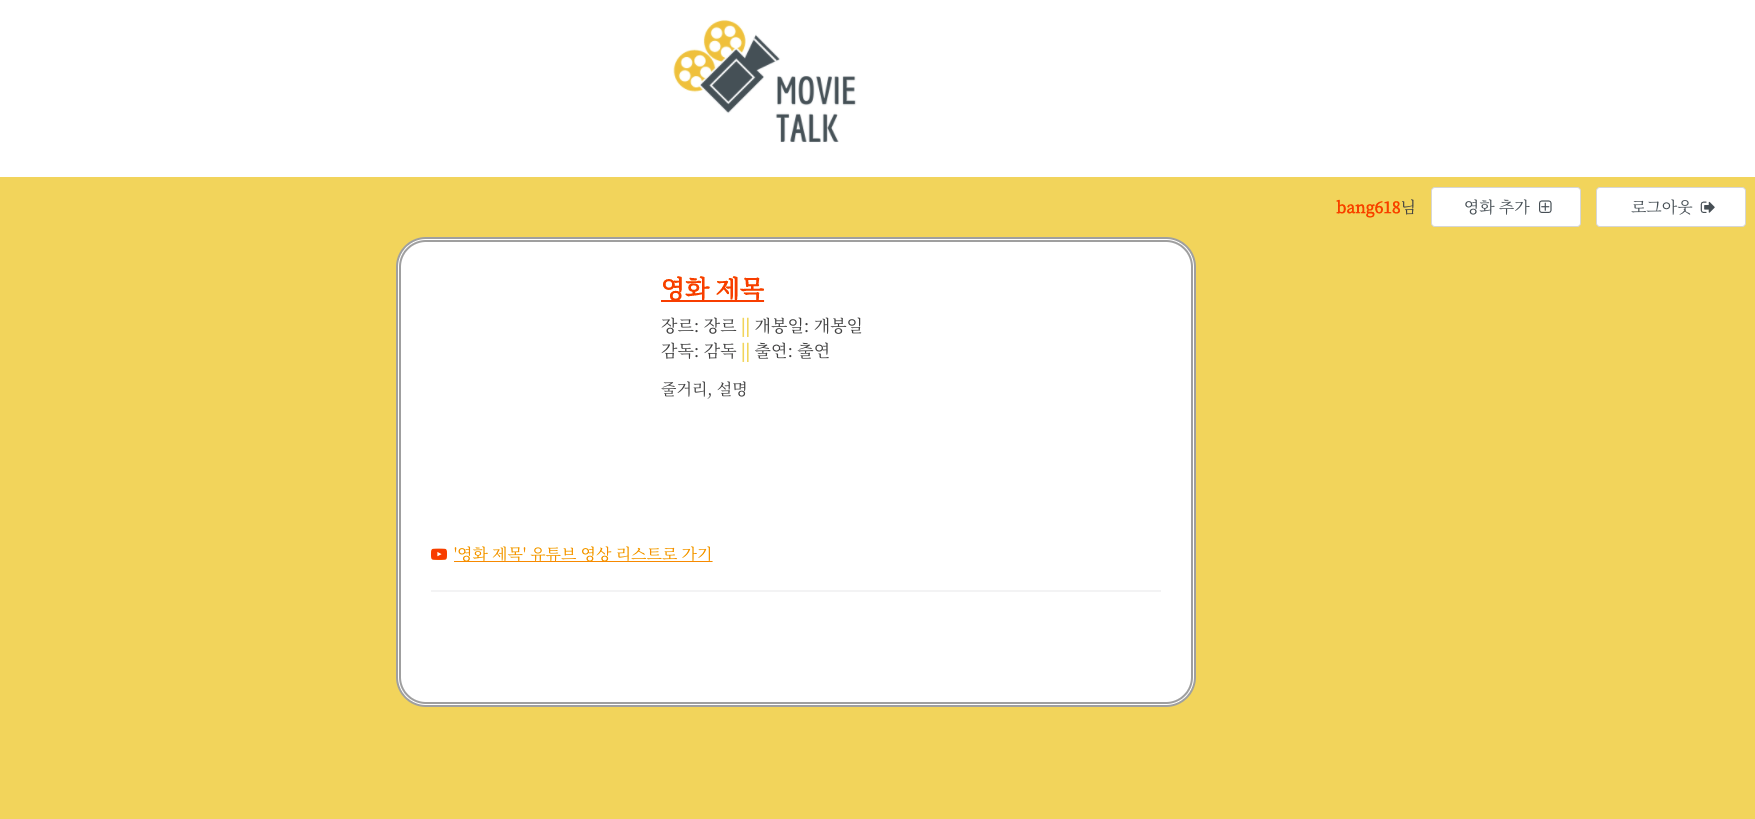 MOVIE
TALK
bang618님
영화 추가
로그아웃
영화 제목
장르: 장르 || 개봉일: 개봉일
감독: 감독 || 출연: 출연
줄거리, 설명
'영화 제목' 유튜브 영상 리스트로 가기